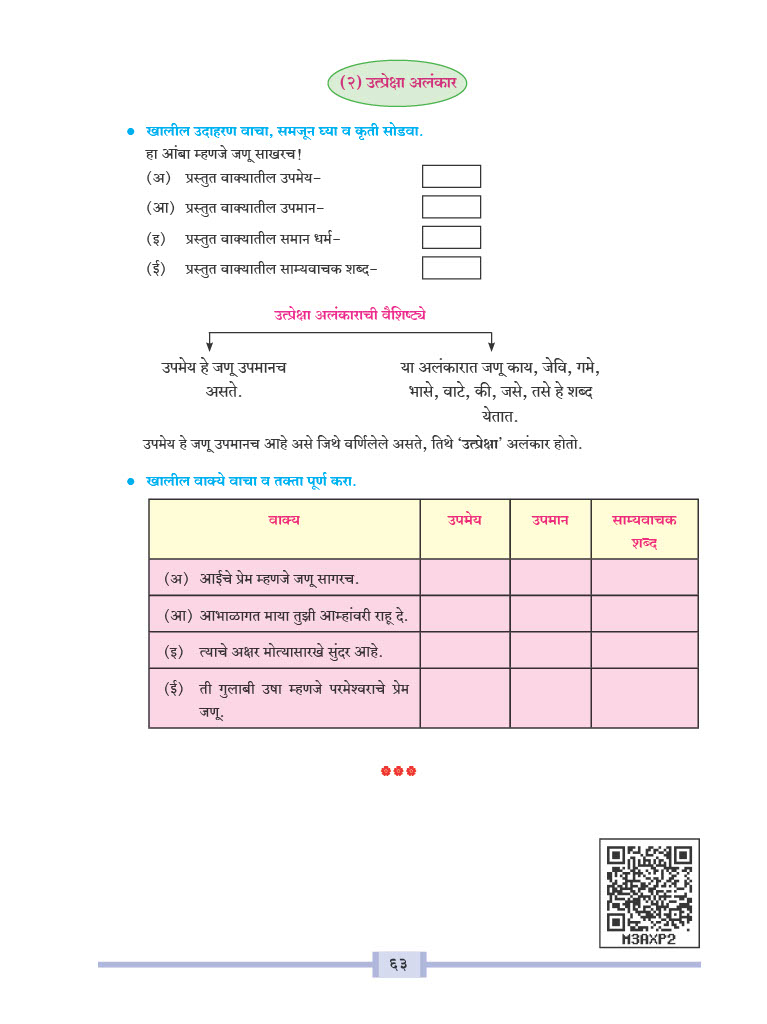 (२) उत्प्रेक्षा अलंकार
● खालील उदाहरण वाचा, समजून घ्या व कृती सोडवा.
हा आंबा म्हणजे जणू साखरच!
(अ) प्रस्तुत वाक्यातील उपमेय–
(आ) प्रस्तुत वाक्यातील उपमान–
(इ) प्रस्तुत वाक्यातील समान धर्म–
(ई) प्रस्तुत वाक्यातील साम्यवाचक शब्द–
उत्प्रेक्षा अलंकाराची वैशिष्ट्ये
उपमेय हे जणू उपमानच
असते.
या अलंकारात जणू काय, जेवि, गमे,
भासे, वाटे, की, जसे, तसे हे शब्द
येतात.
उपमेय हे जणू उपमानच आहे असे जिथे वर्णिलेले असते, तिथे ‘उत्प्रेक्षा’ अलंकार होतो.
● खालील वाक्ये वाचा व तक्ता पूर्ण करा.
वाक्य उपमेय उपमान साम्यवाचक
शब्द
(अ) आईचे प्रेम म्हणजे जणू सागरच.
(आ) आभाळागत माया तुझी आम्हांवरी राहू दे.
(इ) त्याचे अक्षर मोत्यासारखे सुंदर आहे.
(ई) ती गुलाबी उषा म्हणजे परमेश्वराचे प्रेम
जणू.
M3AXP2
६३